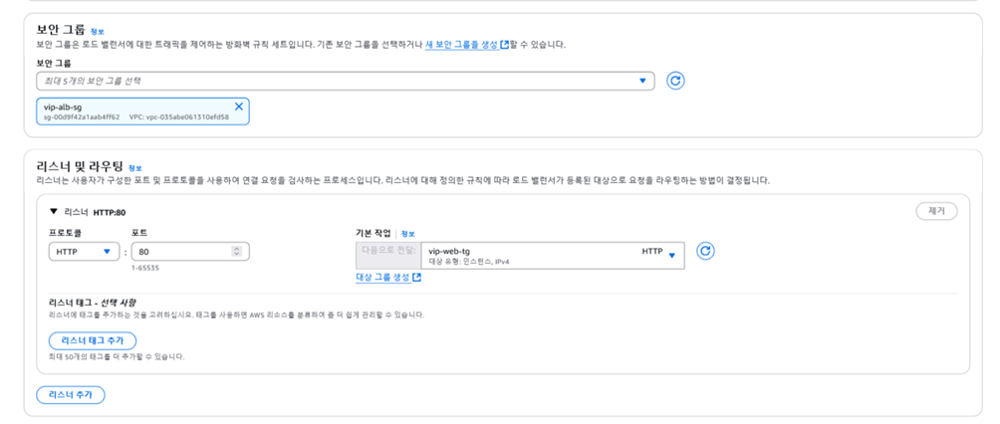 보안 그룹 정보
보안 그룹은 로드 밸런서에 대한 트래픽을 제어하는 방화벽 규칙 세트입니다. 기존 보안 그룹을 선택하거나 새 보안 그룹을 생성 할 수 있습니다.
보안 그룹
최대 5개의 보안 그룹 선택
vip-alb-sg
sg-00d9f42a1aab4ff62 VPC: vpc-035abe061310efd58
리스너 및 라우팅 정보
리스너는 사용자가 구성한 포트 및 프로토콜을 사용하여 연결 요청을 검사하는 프로세스입니다. 리스너에 대해 정의한 규칙에 따라 로드 밸런서가 등록된 대상으로 요청을 라우팅하는 방법이 결정됩니다.
리스너 HTTP:80 제거
프로토콜 포트 기본 작업 | 정보
HTTP : 80 다음으로 전달: vip-web-tg HTTP
대상 유형: 인스턴스, IPv4
1-65535
대상 그룹 생성
리스너 태그 - 선택 사항
리스너에 태그를 추가하는 것을 고려하십시오. 태그를 사용하면 AWS 리소스를 분류하여 좀 더 쉽게 관리할 수 있습니다.
리스너 태그 추가
최대 50개의 태그를 더 추가할 수 있습니다.
리스너 추가